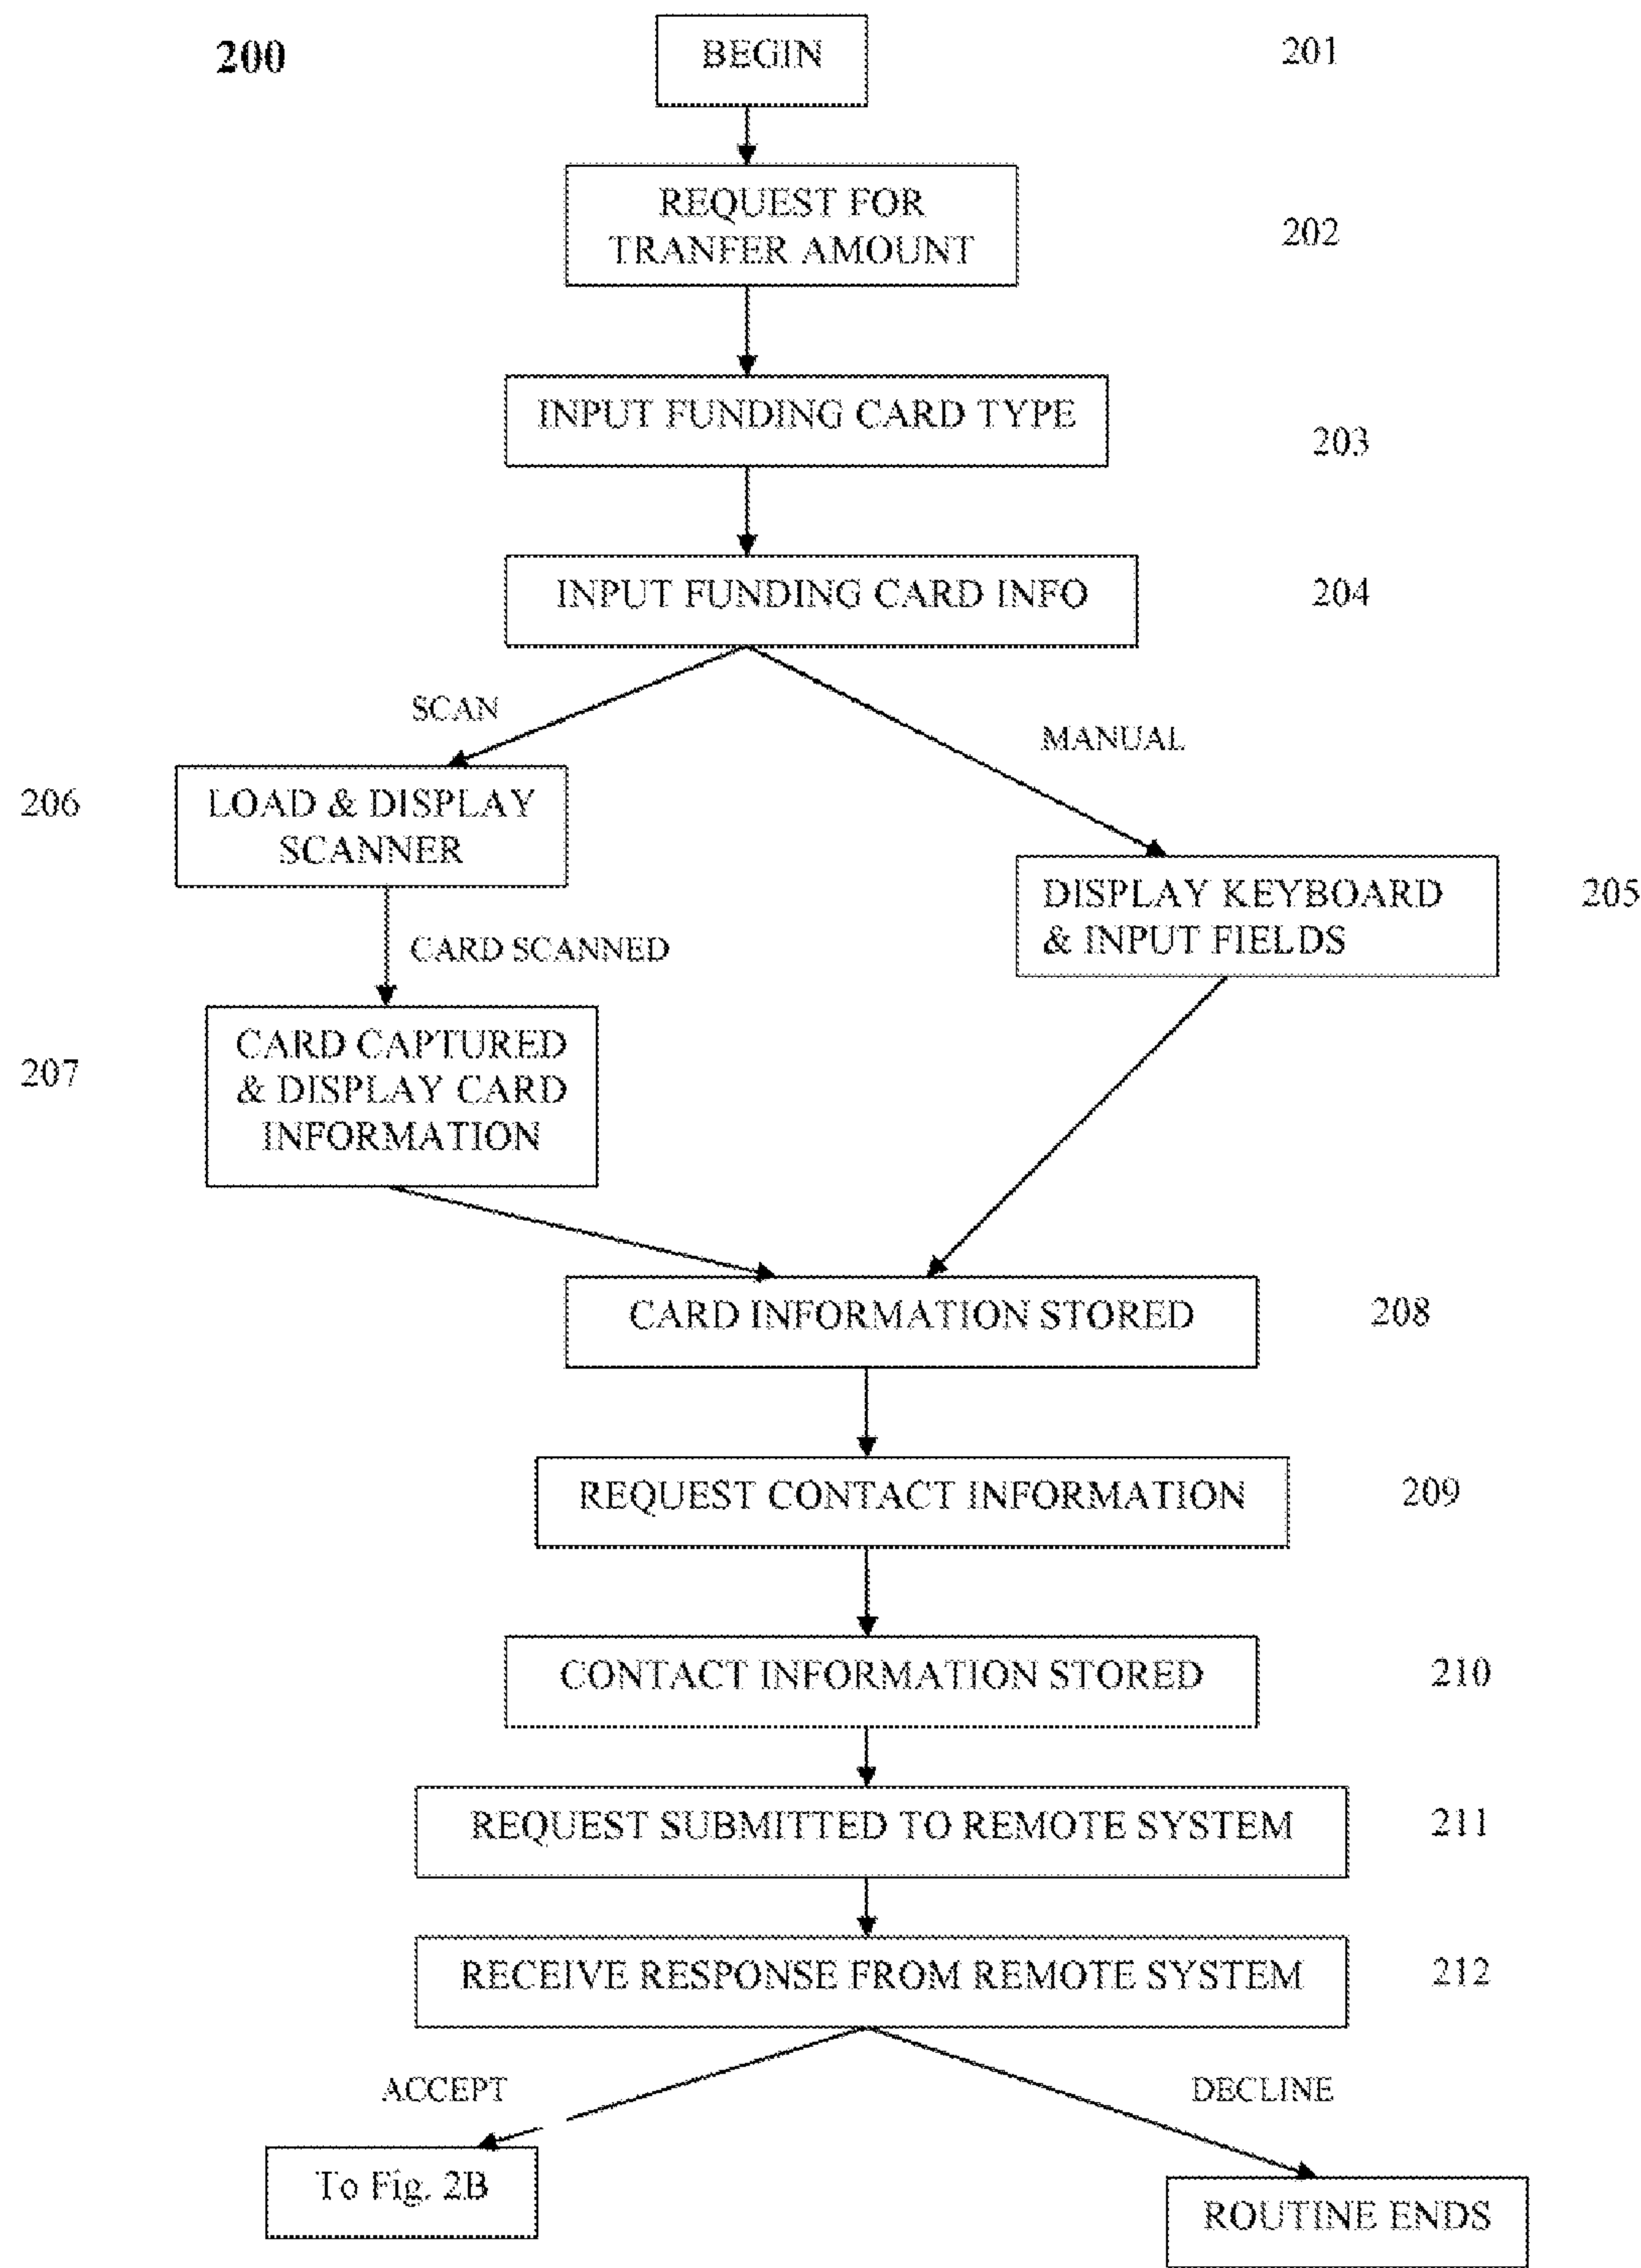 200
BEGIN
201
REQUEST FOR
TRANFER AMOUNT
202
INPUT FUNDING CARD TYPE
203
INPUT FUNDING CARD INFO
204
SCAN
MANUAL
206
LOAD & DISPLAY
SCANNER
DISPLAY KEYBOARD
& INPUT FIELDS
205
CARD SCANNED
207
CARD CAPTURED
& DISPLAY CARD
INFORMATION
CARD INFORMATION STORED
208
REQUEST CONTACT INFORMATION
209
CONTACT INFORMATION STORED
210
REQUEST SUBMITTED TO REMOTE SYSTEM
211
RECEIVE RESPONSE FROM REMOTE SYSTEM
212
ACCEPT
DECLINE
To Fig. 2B
ROUTINE ENDS